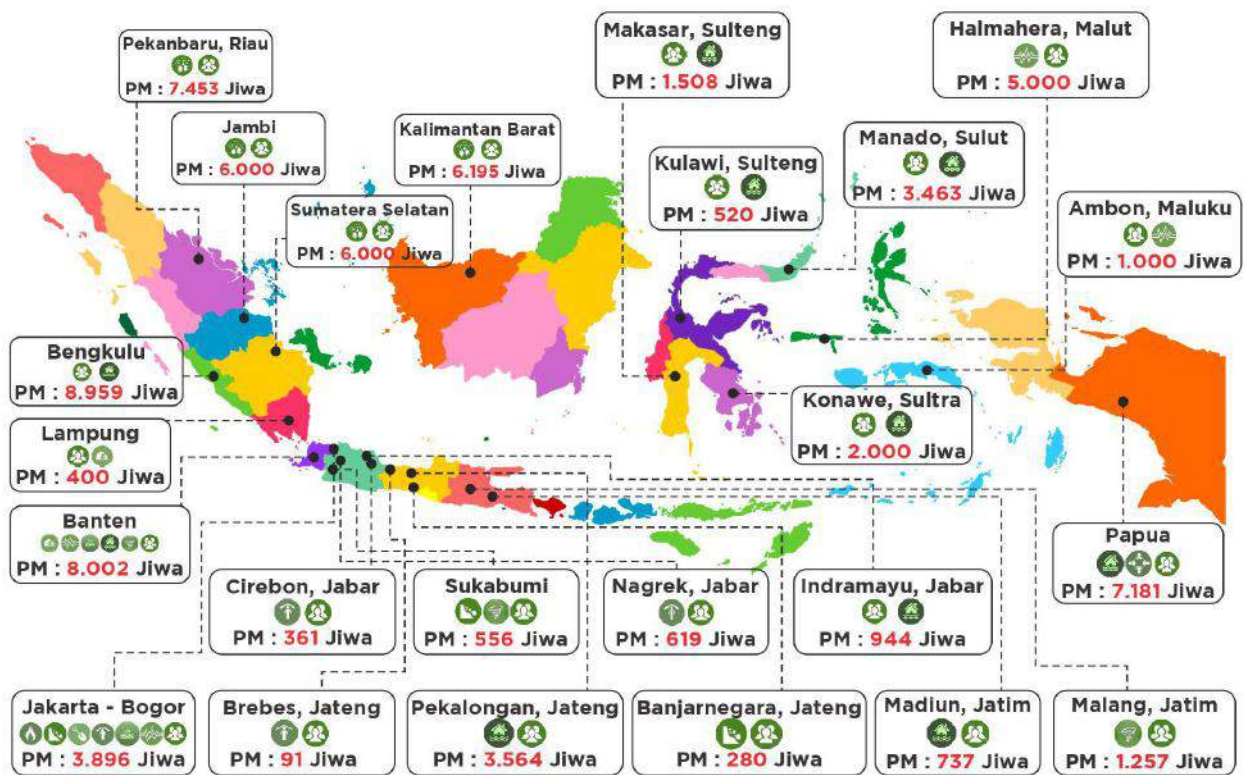 Pekanbaru, Riau
PM : 7.453 Jiwa
Jambi
PM : 6.000 Jiwa
Sumatera Selatan
PM : 6.000 Jiwa
Kalimantan Barat
PM : 6.195 Jiwa
Makasar, Sulteng
PM : 1.508 Jiwa
Kulawi, Sulteng
PM : 520 Jiwa
Halmahera, Malut
PM : 5.000 Jiwa
Manado, Sulut
PM : 3.463 Jiwa
Ambon, Maluku
PM : 1.000 Jiwa
Bengkulu
PM : 8.959 Jiwa
Lampung
PM : 400 Jiwa
Banten
PM : 8.002 Jiwa
Konawe, Sultra
PM : 2.000 Jiwa
Papua
PM : 7.181 Jiwa
Cirebon, Jabar
PM : 361 Jiwa
Sukabumi
PM : 556 Jiwa
Nagrek, Jabar
PM : 619 Jiwa
Indramayu, Jabar
PM : 944 Jiwa
Jakarta - Bogor
PM : 3.896 Jiwa
Brebes, Jateng
PM : 91 Jiwa
Pekalongan, Jateng
PM : 3.564 Jiwa
Banjarnegara, Jateng
PM : 280 Jiwa
Madiun, Jatim
PM : 737 Jiwa
Malang, Jatim
PM : 1.257 Jiwa